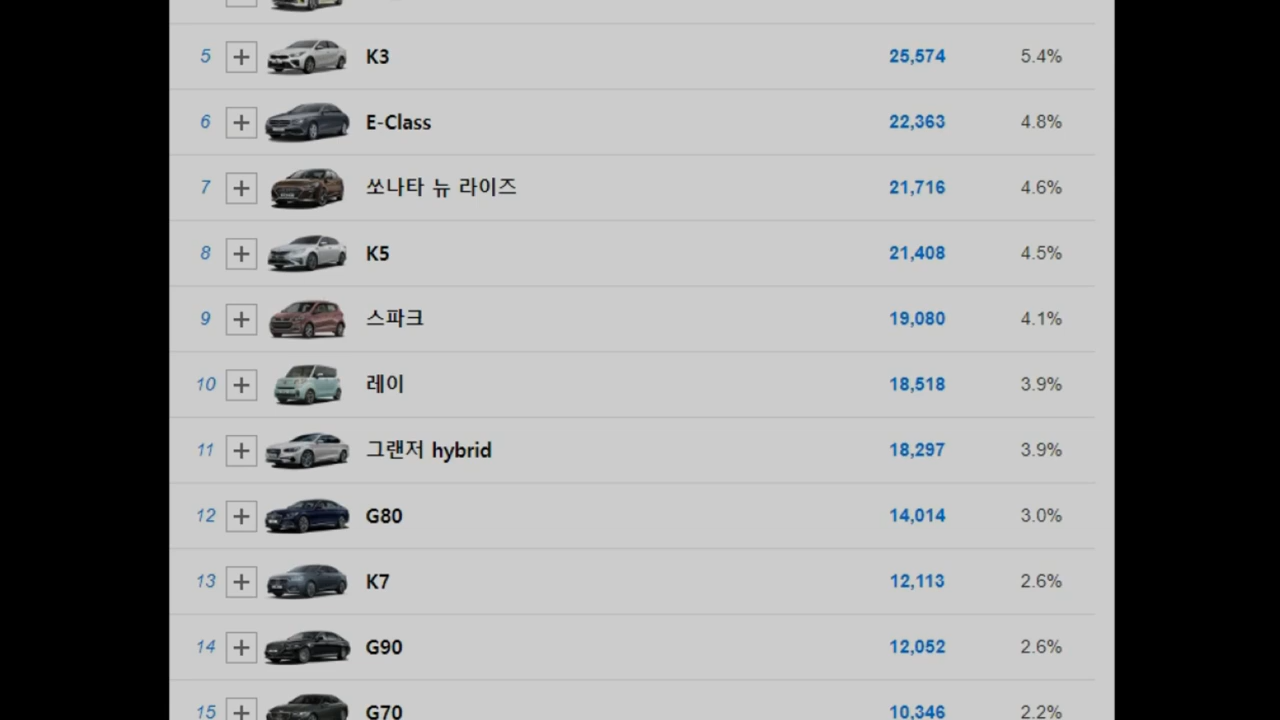 5 K3 25,574 5.4%
6 E-Class 22,363 4.8%
7 쏘나타 뉴 라이즈 21,716 4.6%
8 K5 21,408 4.5%
9 스파크 19,080 4.1%
10 레이 18,518 3.9%
11 그랜저 hybrid 18,297 3.9%
12 G80 14,014 3.0%
13 K7 12,113 2.6%
14 G90 12,052 2.6%
15 G70 10,346 2.2%